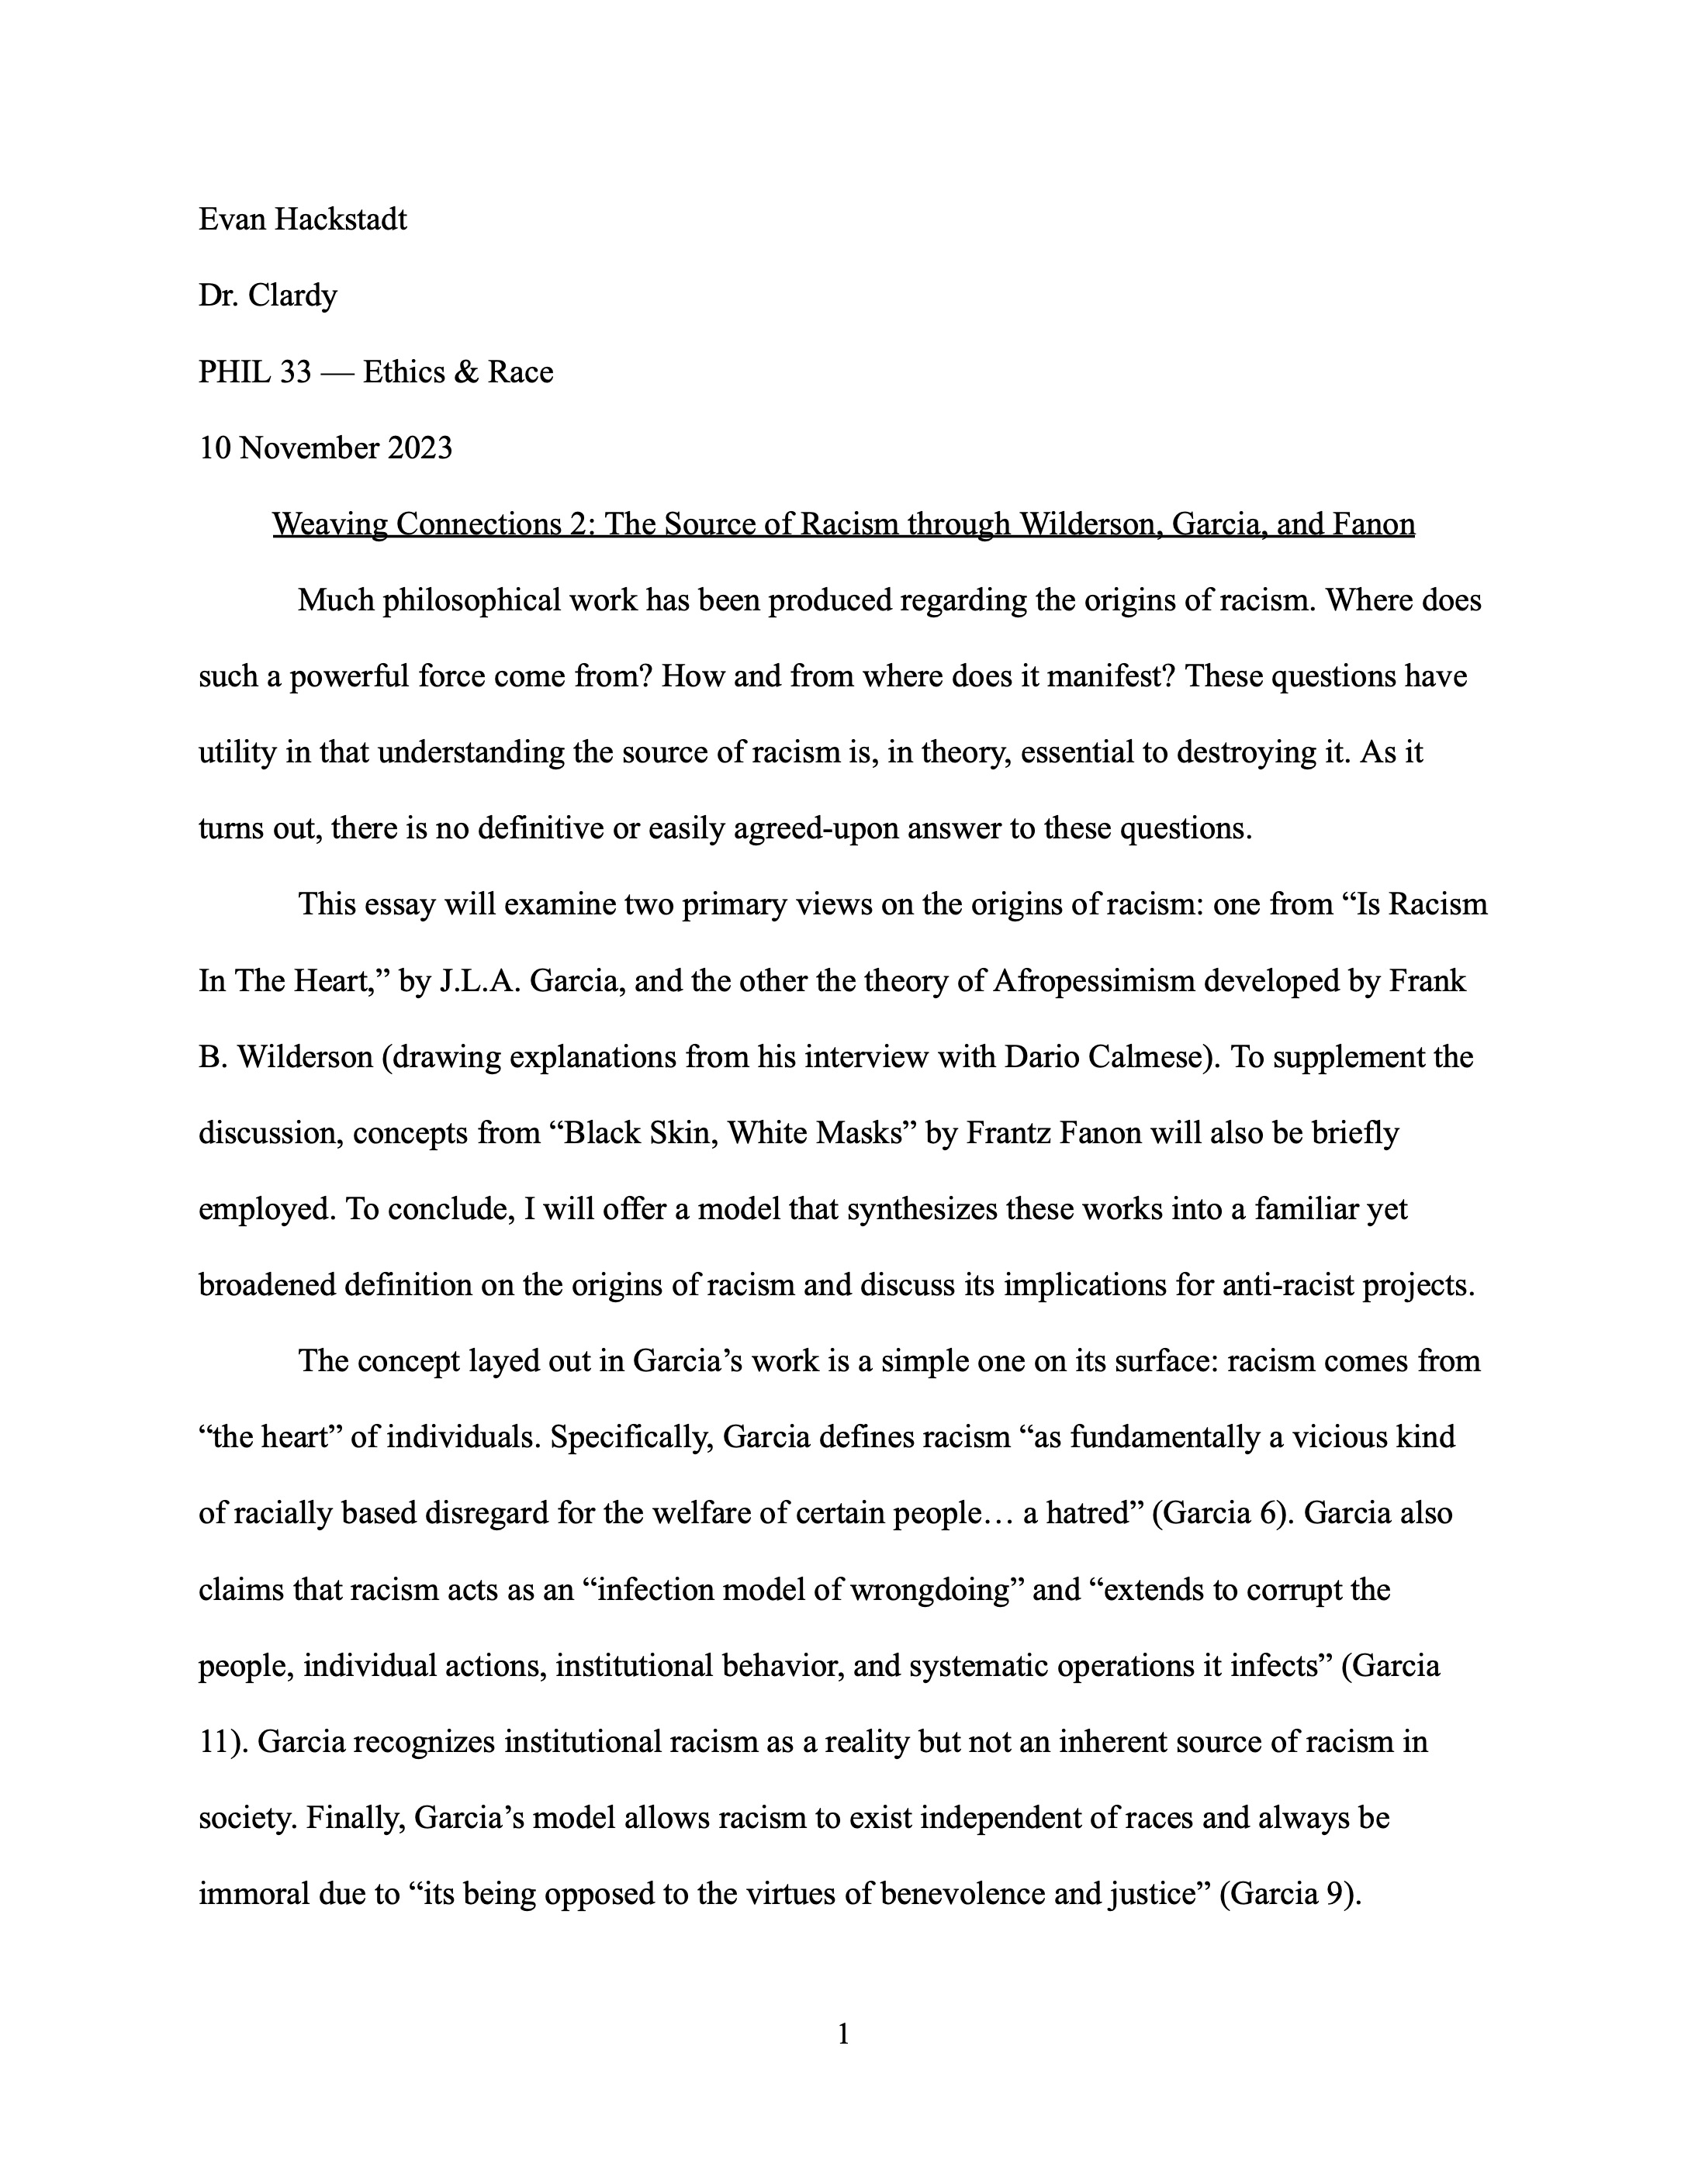 Evan Hackstadt
Dr. Clardy
PHIL 33 — Ethics & Race
10 November 2023
Weaving Connections 2: The Source of Racism through Wilderson, Garcia, and Fanon
Much philosophical work has been produced regarding the origins of racism. Where does
such a powerful force come from? How and from where does it manifest? These questions have
utility in that understanding the source of racism is, in theory, essential to destroying it. As it
turns out, there is no definitive or easily agreed-upon answer to these questions.
This essay will examine two primary views on the origins of racism: one from “Is Racism
In The Heart,” by J.L.A. Garcia, and the other the theory of Afropessimism developed by Frank
B. Wilderson (drawing explanations from his interview with Dario Calmese). To supplement the
discussion, concepts from “Black Skin, White Masks” by Frantz Fanon will also be briefly
employed. To conclude, I will offer a model that synthesizes these works into a familiar yet
broadened definition on the origins of racism and discuss its implications for anti-racist projects.
The concept layed out in Garcia’s work is a simple one on its surface: racism comes from
“the heart” of individuals. Specifically, Garcia defines racism “as fundamentally a vicious kind
of racially based disregard for the welfare of certain people… a hatred” (Garcia 6). Garcia also
claims that racism acts as an “infection model of wrongdoing” and “extends to corrupt the
people, individual actions, institutional behavior, and systematic operations it infects” (Garcia
11). Garcia recognizes institutional racism as a reality but not an inherent source of racism in
society. Finally, Garcia’s model allows racism to exist independent of races and always be
immoral due to “its being opposed to the virtues of benevolence and justice” (Garcia 9).
1